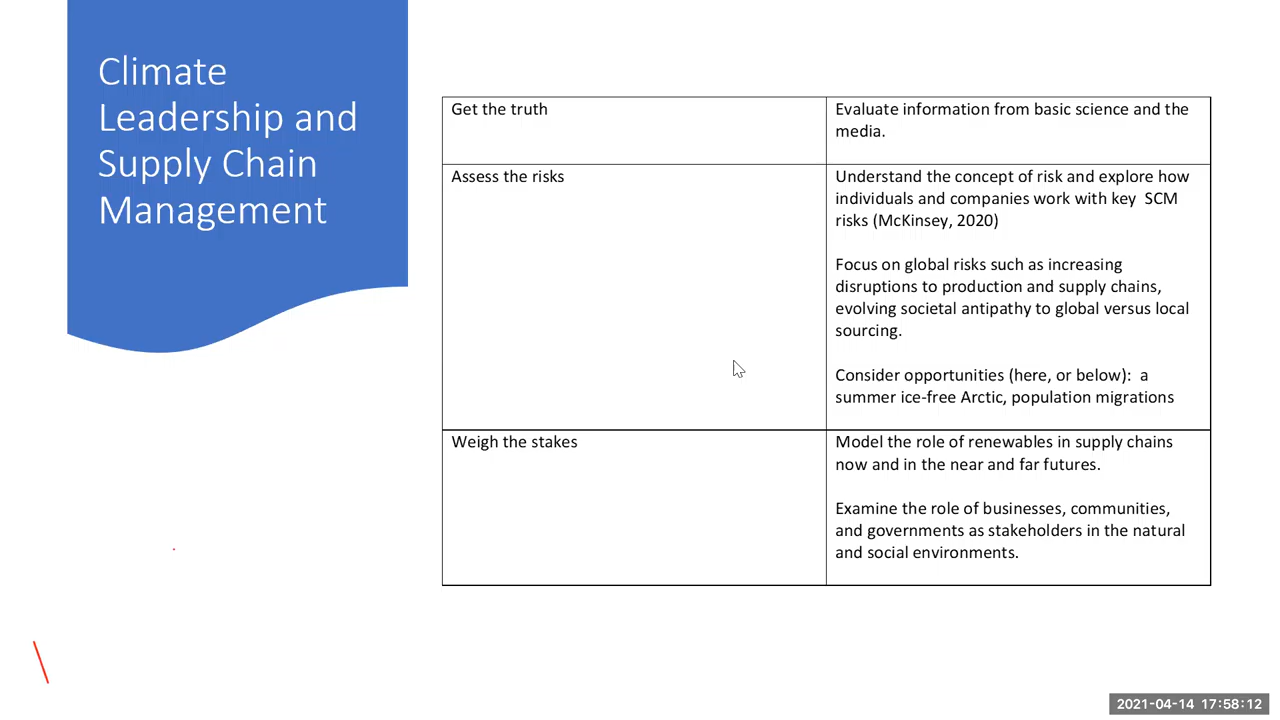 Climate
Leadership and
Supply Chain
Management
Get the truth
Evaluate information from basic science and the
media.
Assess the risks
Understand the concept of risk and explore how
individuals and companies work with key  SCM
risks (McKinsey, 2020)
Focus on global risks such as increasing
disruptions to production and supply chains,
evolving societal antipathy to global versus local
sourcing.
Consider opportunities (here, or below):  a
summer ice-free Arctic, population migrations
Weigh the stakes
Model the role of renewables in supply chains
now and in the near and far futures.
Examine the role of businesses, communities,
and governments as stakeholders in the natural
and social environments.
2021-04-14  17:58:12